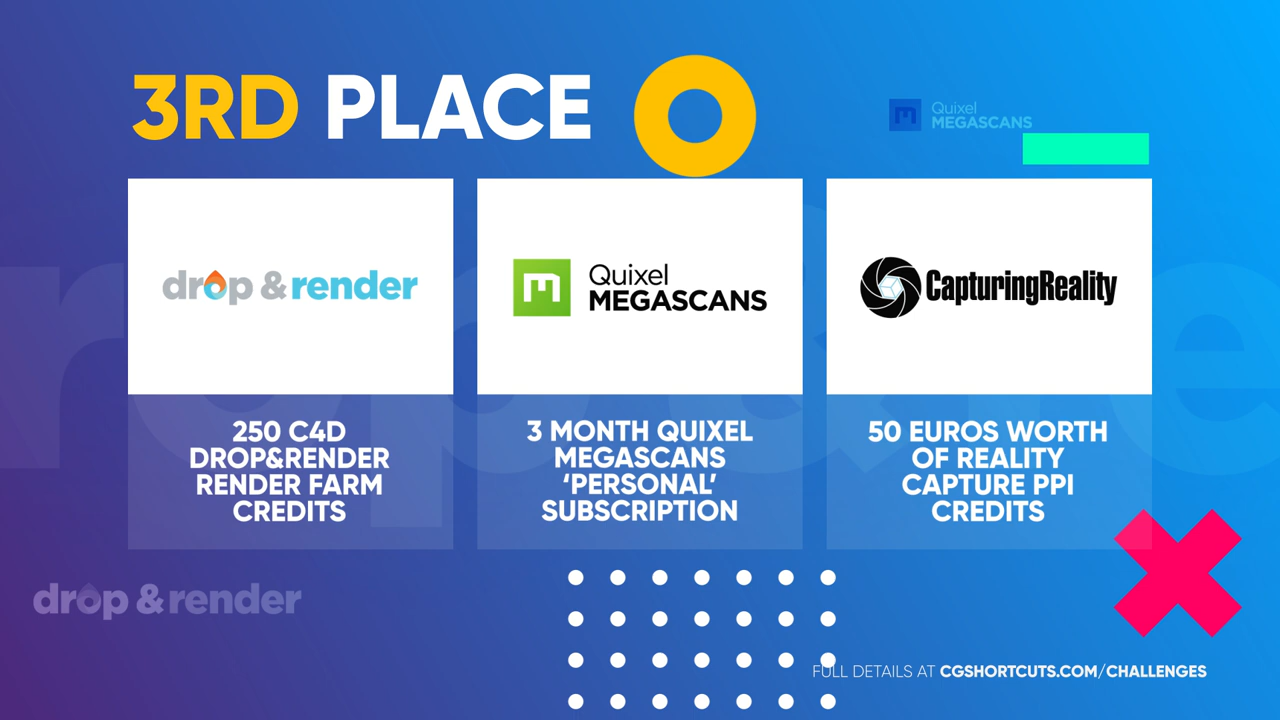 3RD PLACE
Quixel
MEGASCANS
drop & render
Quixel
MEGASCANS
CapturingReality
250 C4D
DROP&RENDER
RENDER FARM
CREDITS
3 MONTH QUIXEL
MEGASCANS
‘PERSONAL’
SUBSCRIPTION
50 EUROS WORTH
OF REALITY
CAPTURE PPI
CREDITS
drop & render
FULL DETAILS AT CGSHORTCUTS.COM/CHALLENGES